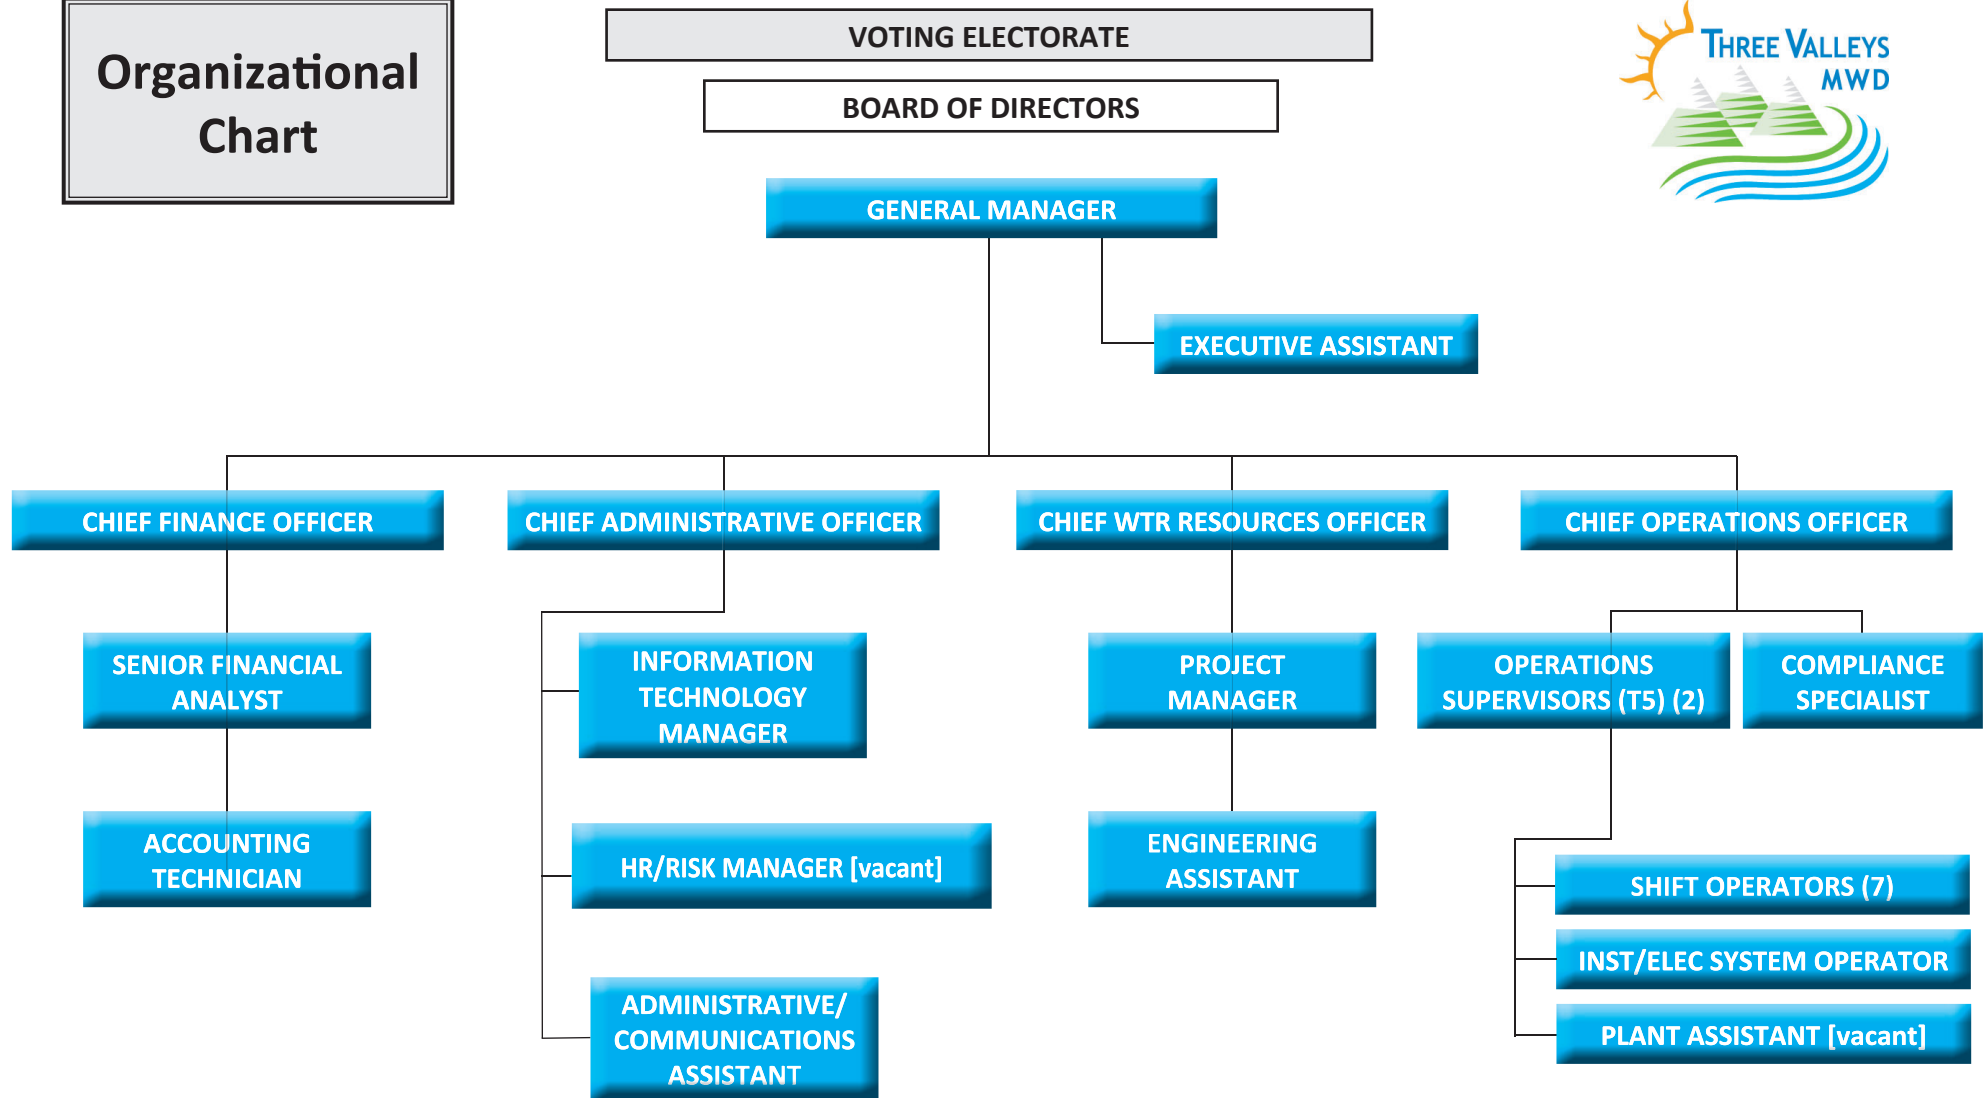 Organizational
Chart
VOTING ELECTORATE
BOARD OF DIRECTORS
THREE VALLEYS
MWD
GENERAL MANAGER
EXECUTIVE ASSISTANT
CHIEF FINANCE OFFICER
CHIEF ADMINISTRATIVE OFFICER
CHIEF WTR RESOURCES OFFICER
CHIEF OPERATIONS OFFICER
SENIOR FINANCIAL
ANALYST
INFORMATION
TECHNOLOGY
MANAGER
PROJECT
MANAGER
OPERATIONS
SUPERVISORS (T5) (2)
COMPLIANCE
SPECIALIST
ACCOUNTING
TECHNICIAN
HR/RISK MANAGER [vacant]
ENGINEERING
ASSISTANT
SHIFT OPERATORS (7)
INST/ELEC SYSTEM OPERATOR
ADMINISTRATIVE/
COMMUNICATIONS
ASSISTANT
PLANT ASSISTANT [vacant]